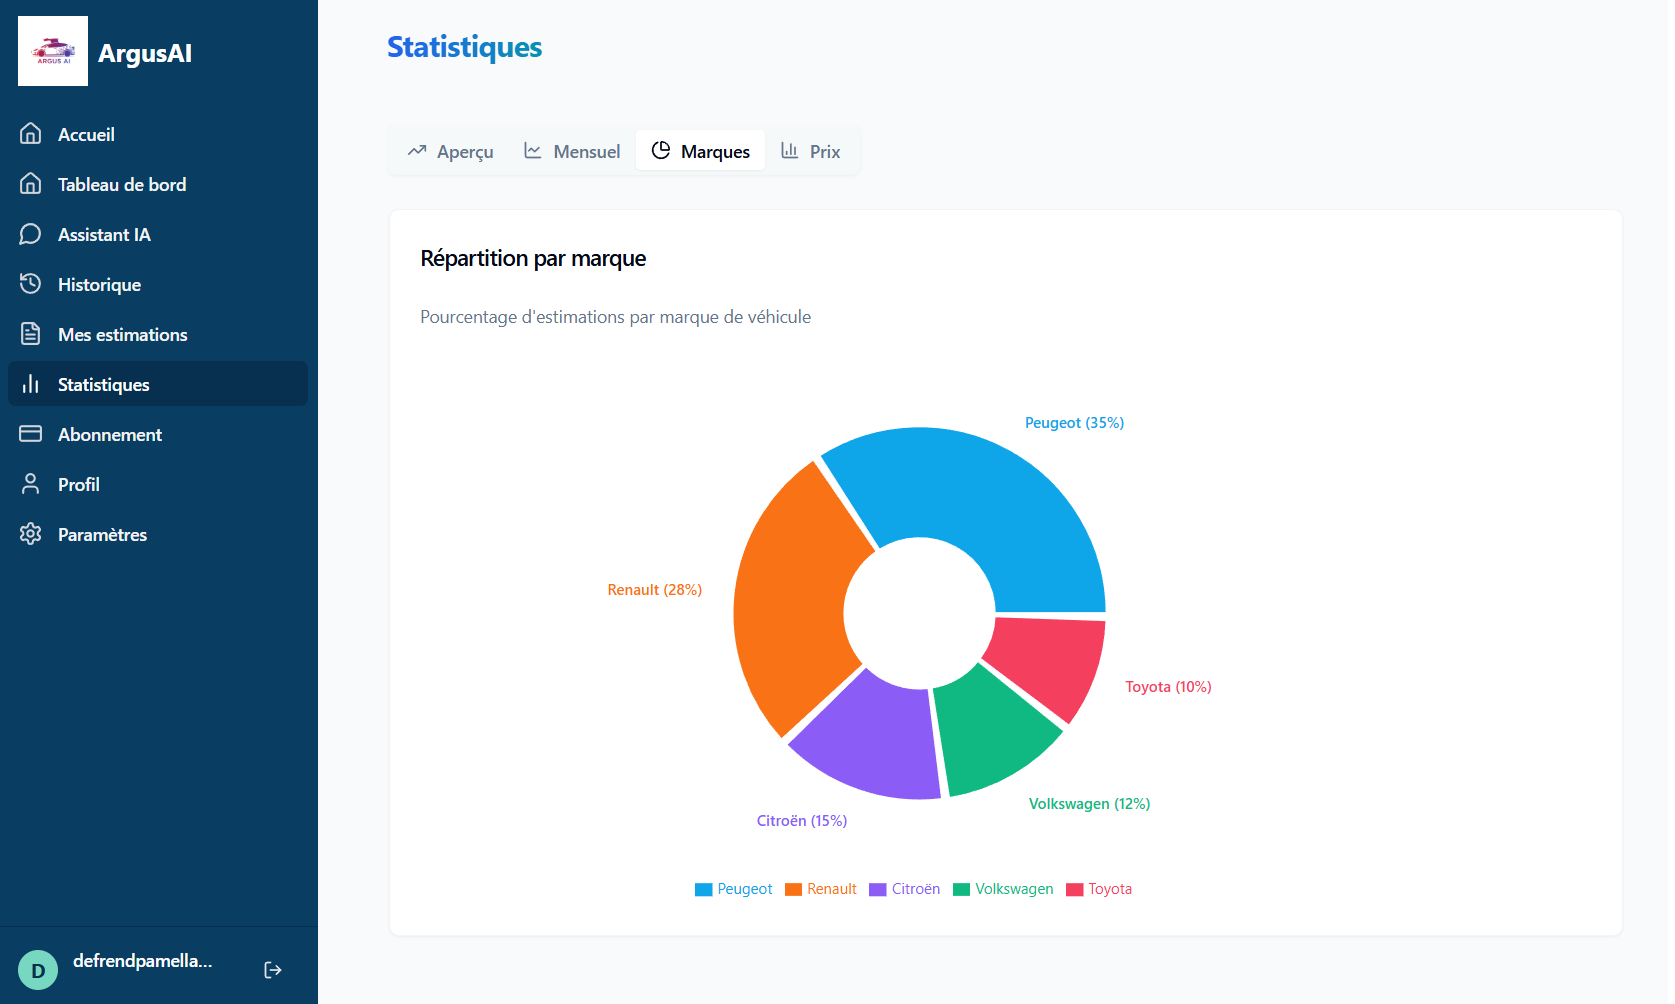 ARGUS AI
ArgusAI
Accueil
Tableau de bord
Assistant IA
Historique
Mes estimations
Statistiques
Abonnement
Profil
Paramètres
D
defrendpamella...
Statistiques
Aperçu
Mensuel
Marques
Prix
Répartition par marque
Pourcentage d'estimations par marque de véhicule
Peugeot (35%)
Renault (28%)
Toyota (10%)
Volkswagen (12%)
Citroën (15%)
Peugeot Renault Citroën Volkswagen Toyota